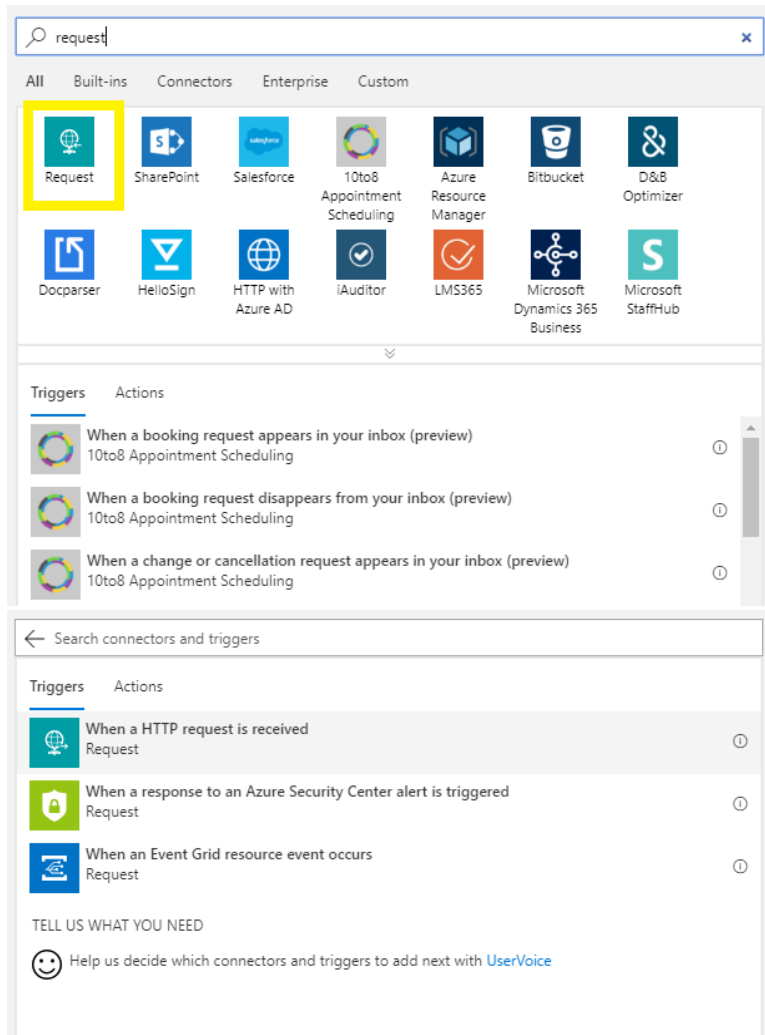 request
All Built-ins Connectors Enterprise Custom
Request SharePoint Salesforce 10to8 Azure Bitbucket D&B
Appointment Resource Optimizer
Scheduling Manager
Docparser HelloSign HTTP with iAuditor LMS365 Microsoft Microsoft
Azure AD Dynamics 365 StaffHub
Business
Triggers Actions
When a booking request appears in your inbox (preview)
10to8 Appointment Scheduling
When a booking request disappears from your inbox (preview)
10to8 Appointment Scheduling
When a change or cancellation request appears in your inbox (preview)
10to8 Appointment Scheduling
Search connectors and triggers
Triggers Actions
When a HTTP request is received
Request
When a response to an Azure Security Center alert is triggered
Request
When an Event Grid resource event occurs
Request
TELL US WHAT YOU NEED
Help us decide which connectors and triggers to add next with UserVoice